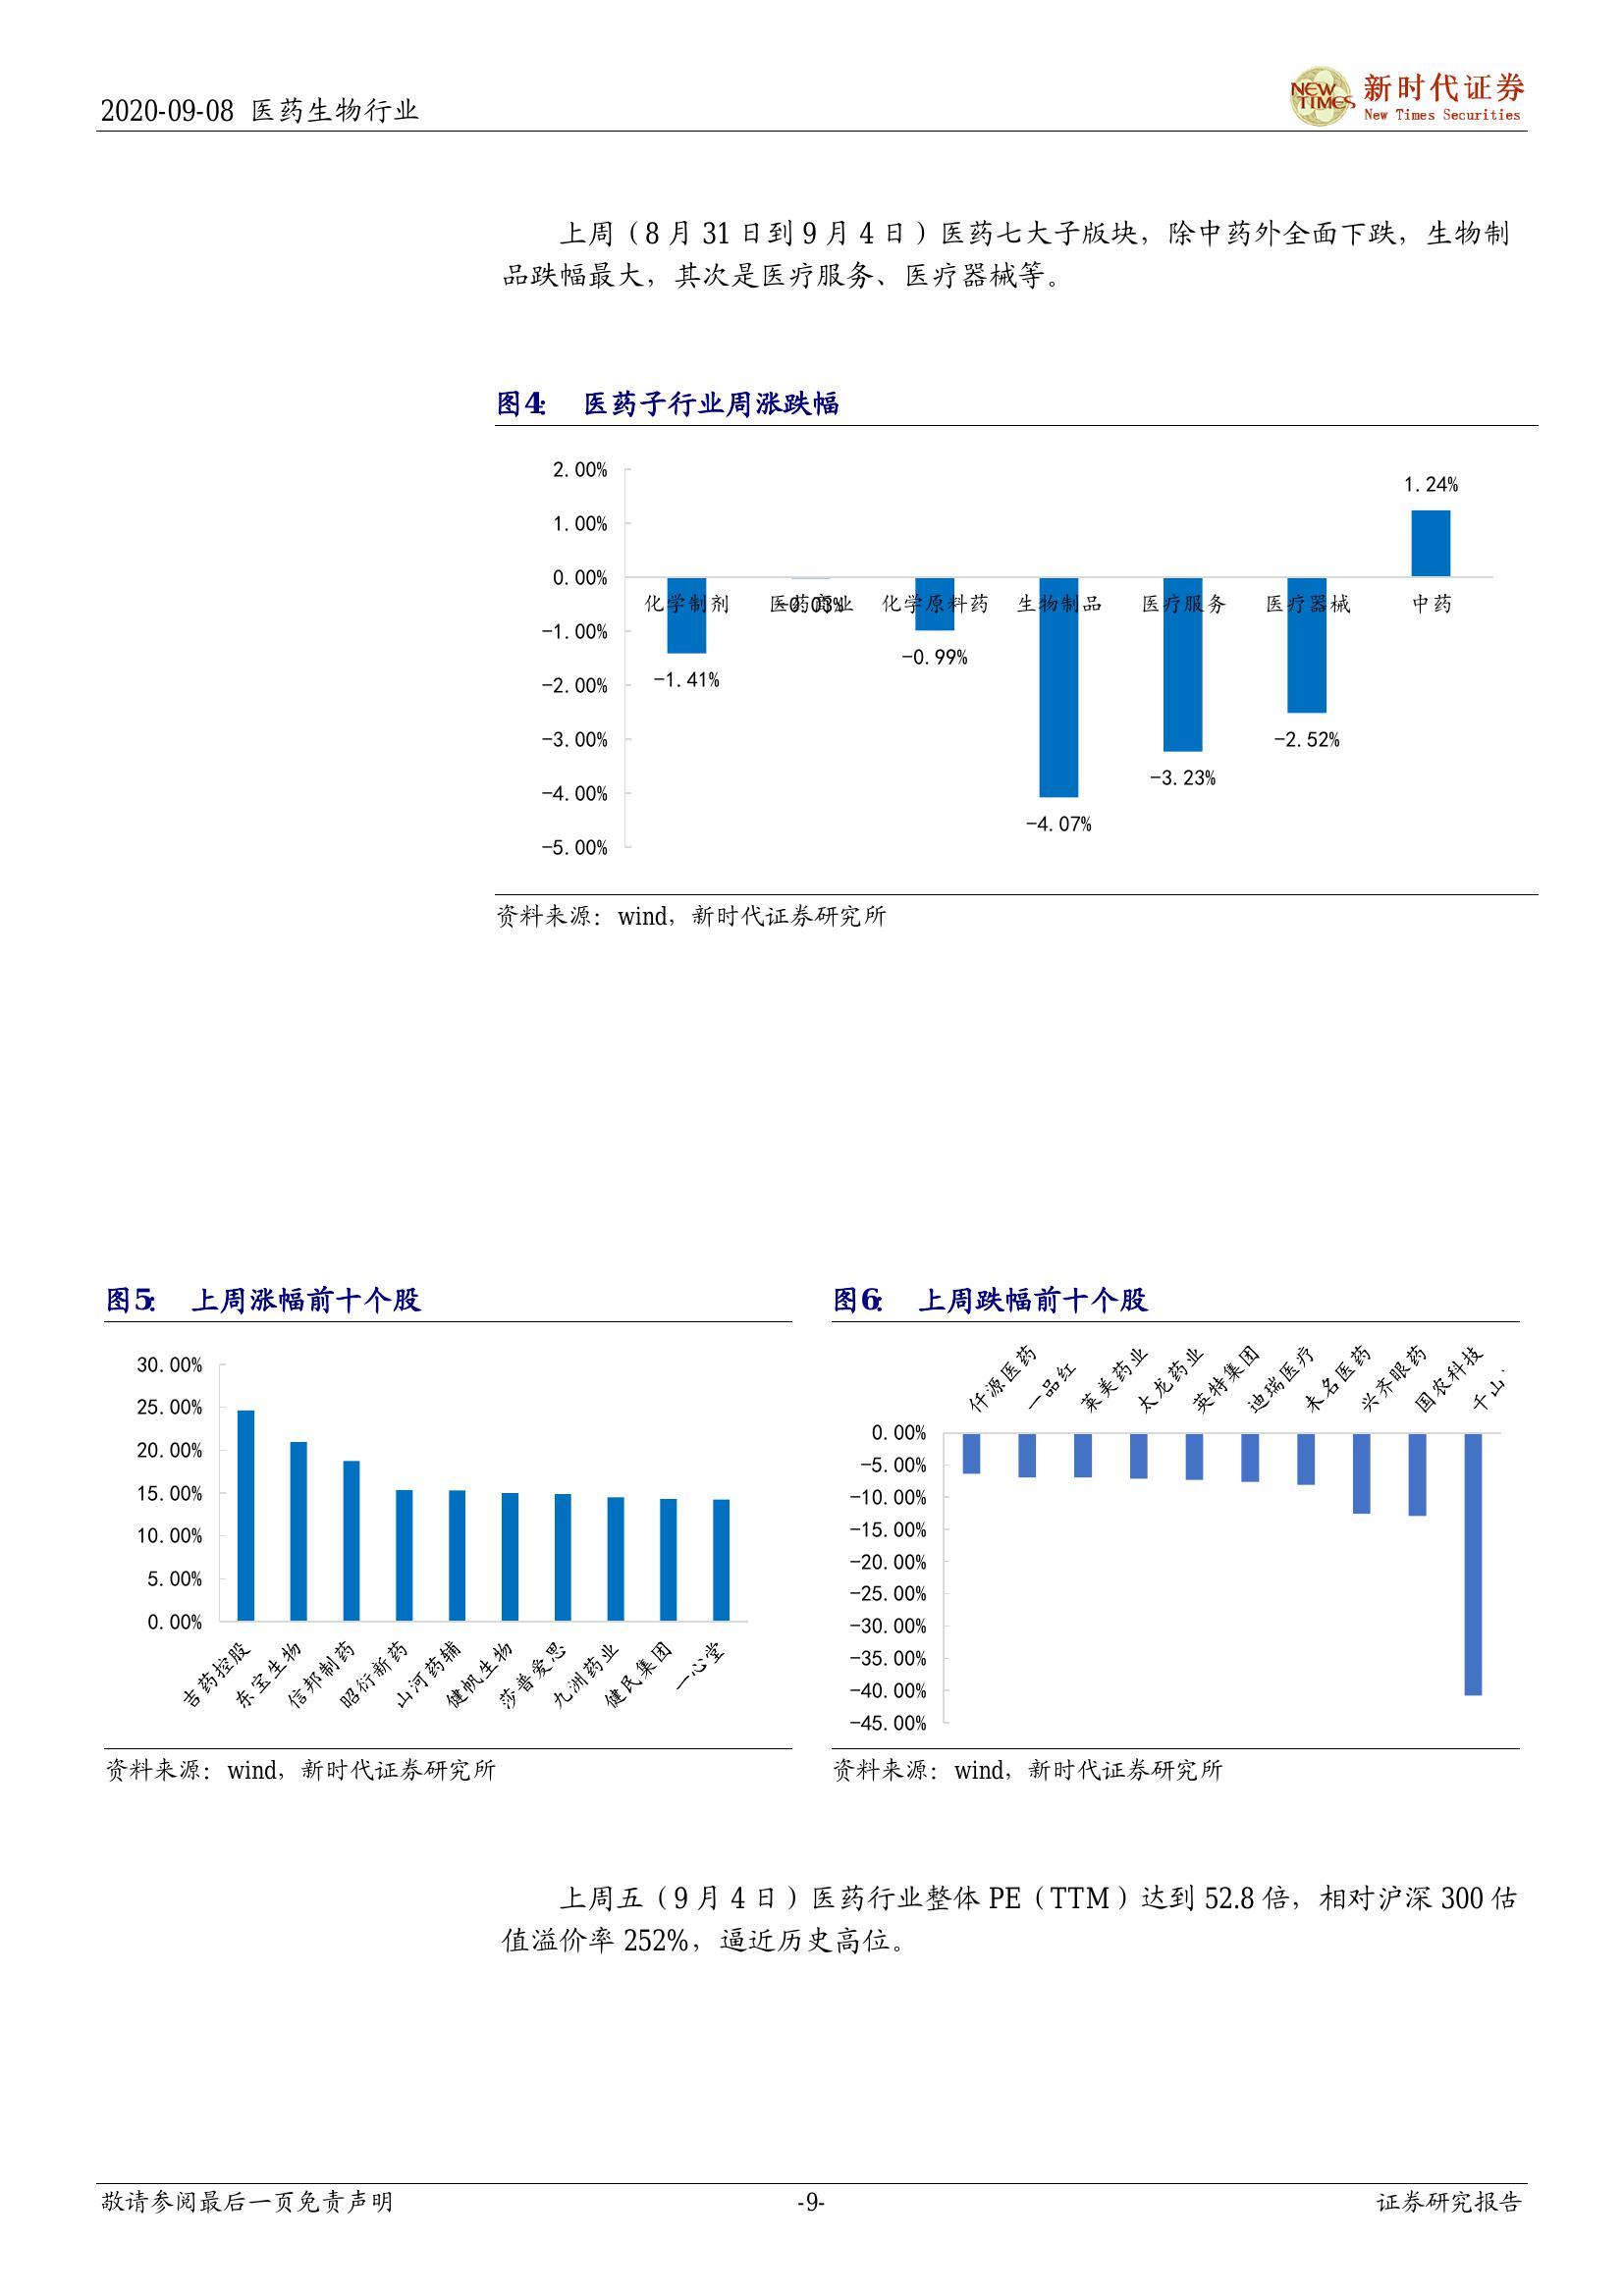 2020-09-08 医药生物行业
NEW TIMES
新时代证券
New Times Securities
上周（8 月 31 日到 9 月 4 日）医药七大子版块，除中药外全面下跌，生物制
品跌幅最大，其次是医疗服务、医疗器械等。
图4： 医药子行业周涨跌幅
2.00%
1.00%
0.00%
-1.00%
-2.00%
-3.00%
-4.00%
-5.00%
化学制剂 医药商业 化学原料药 生物制品 医疗服务 医疗器械 中药
-1.41%
-0.03%
-0.99%
-4.07%
-3.23%
-2.52%
1.24%
资料来源：wind，新时代证券研究所
图5： 上周涨幅前十个股
30.00%
25.00%
20.00%
15.00%
10.00%
5.00%
0.00%
吉药控股
东宝生物
信邦制药
昭衍新药
山河药辅
健帆生物
莎普爱思
九洲药业
健民集团
一心堂
资料来源：wind，新时代证券研究所
图6： 上周跌幅前十个股
仟源医药
一品红
莱美药业
太龙药业
英特集团
迪瑞医疗
未名医药
兴齐眼药
国农科技
千山
0.00%
-5.00%
-10.00%
-15.00%
-20.00%
-25.00%
-30.00%
-35.00%
-40.00%
-45.00%
资料来源：wind，新时代证券研究所
上周五（9 月 4 日）医药行业整体 PE（TTM）达到 52.8 倍，相对沪深 300 估
值溢价率 252%，逼近历史高位。
敬请参阅最后一页免责声明
-9-
证券研究报告